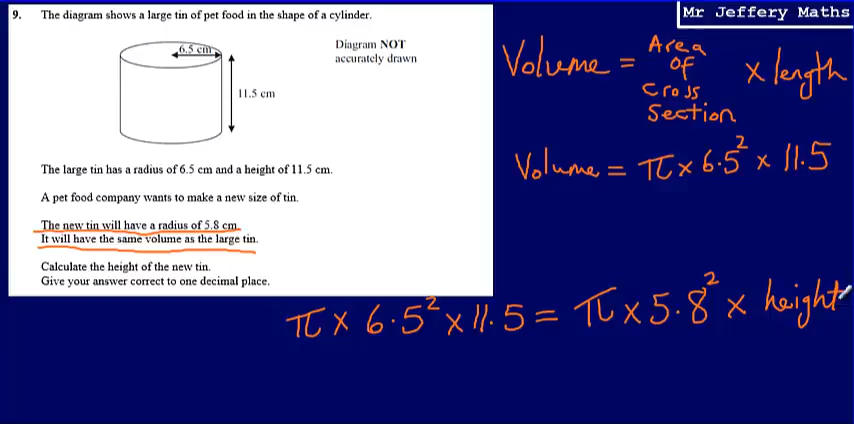 9. The diagram shows a large tin of pet food in the shape of a cylinder.
6.5 cm
Diagram NOT
accurately drawn
11.5 cm
The large tin has a radius of 6.5 cm and a height of 11.5 cm.
A pet food company wants to make a new size of tin.
The new tin will have a radius of 5.8 cm.
It will have the same volume as the large tin.
Calculate the height of the new tin.
Give your answer correct to one decimal place.
Mr Jeffery Maths
Volume = Area of Cross Section × length
Volume = π × 6.5² × 11.5
π × 6.5² × 11.5 = π × 5.8² × height